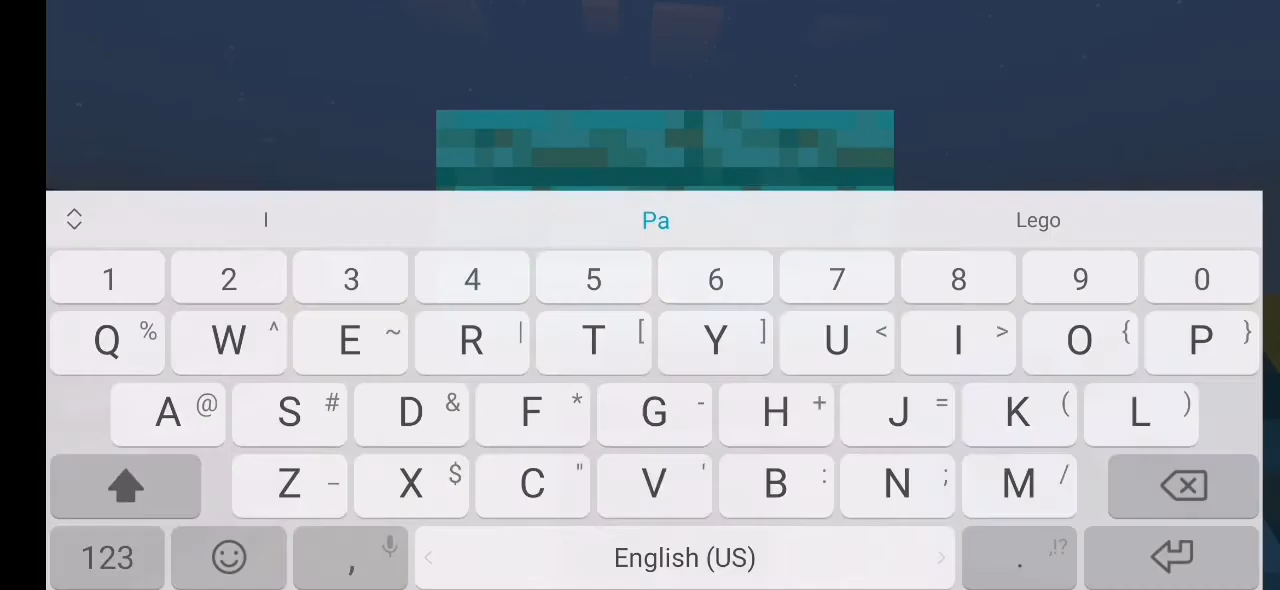 I Pa Lego
1 2 3 4 5 6 7 8 9 0
Q % W ^ E ~ R | T [ Y ] U < I > O { P }
A @ S # D & F * G - H + J = K ( L )
Z _ X $ C " V ' B : N ; M /
123 , English (US) . ,!?